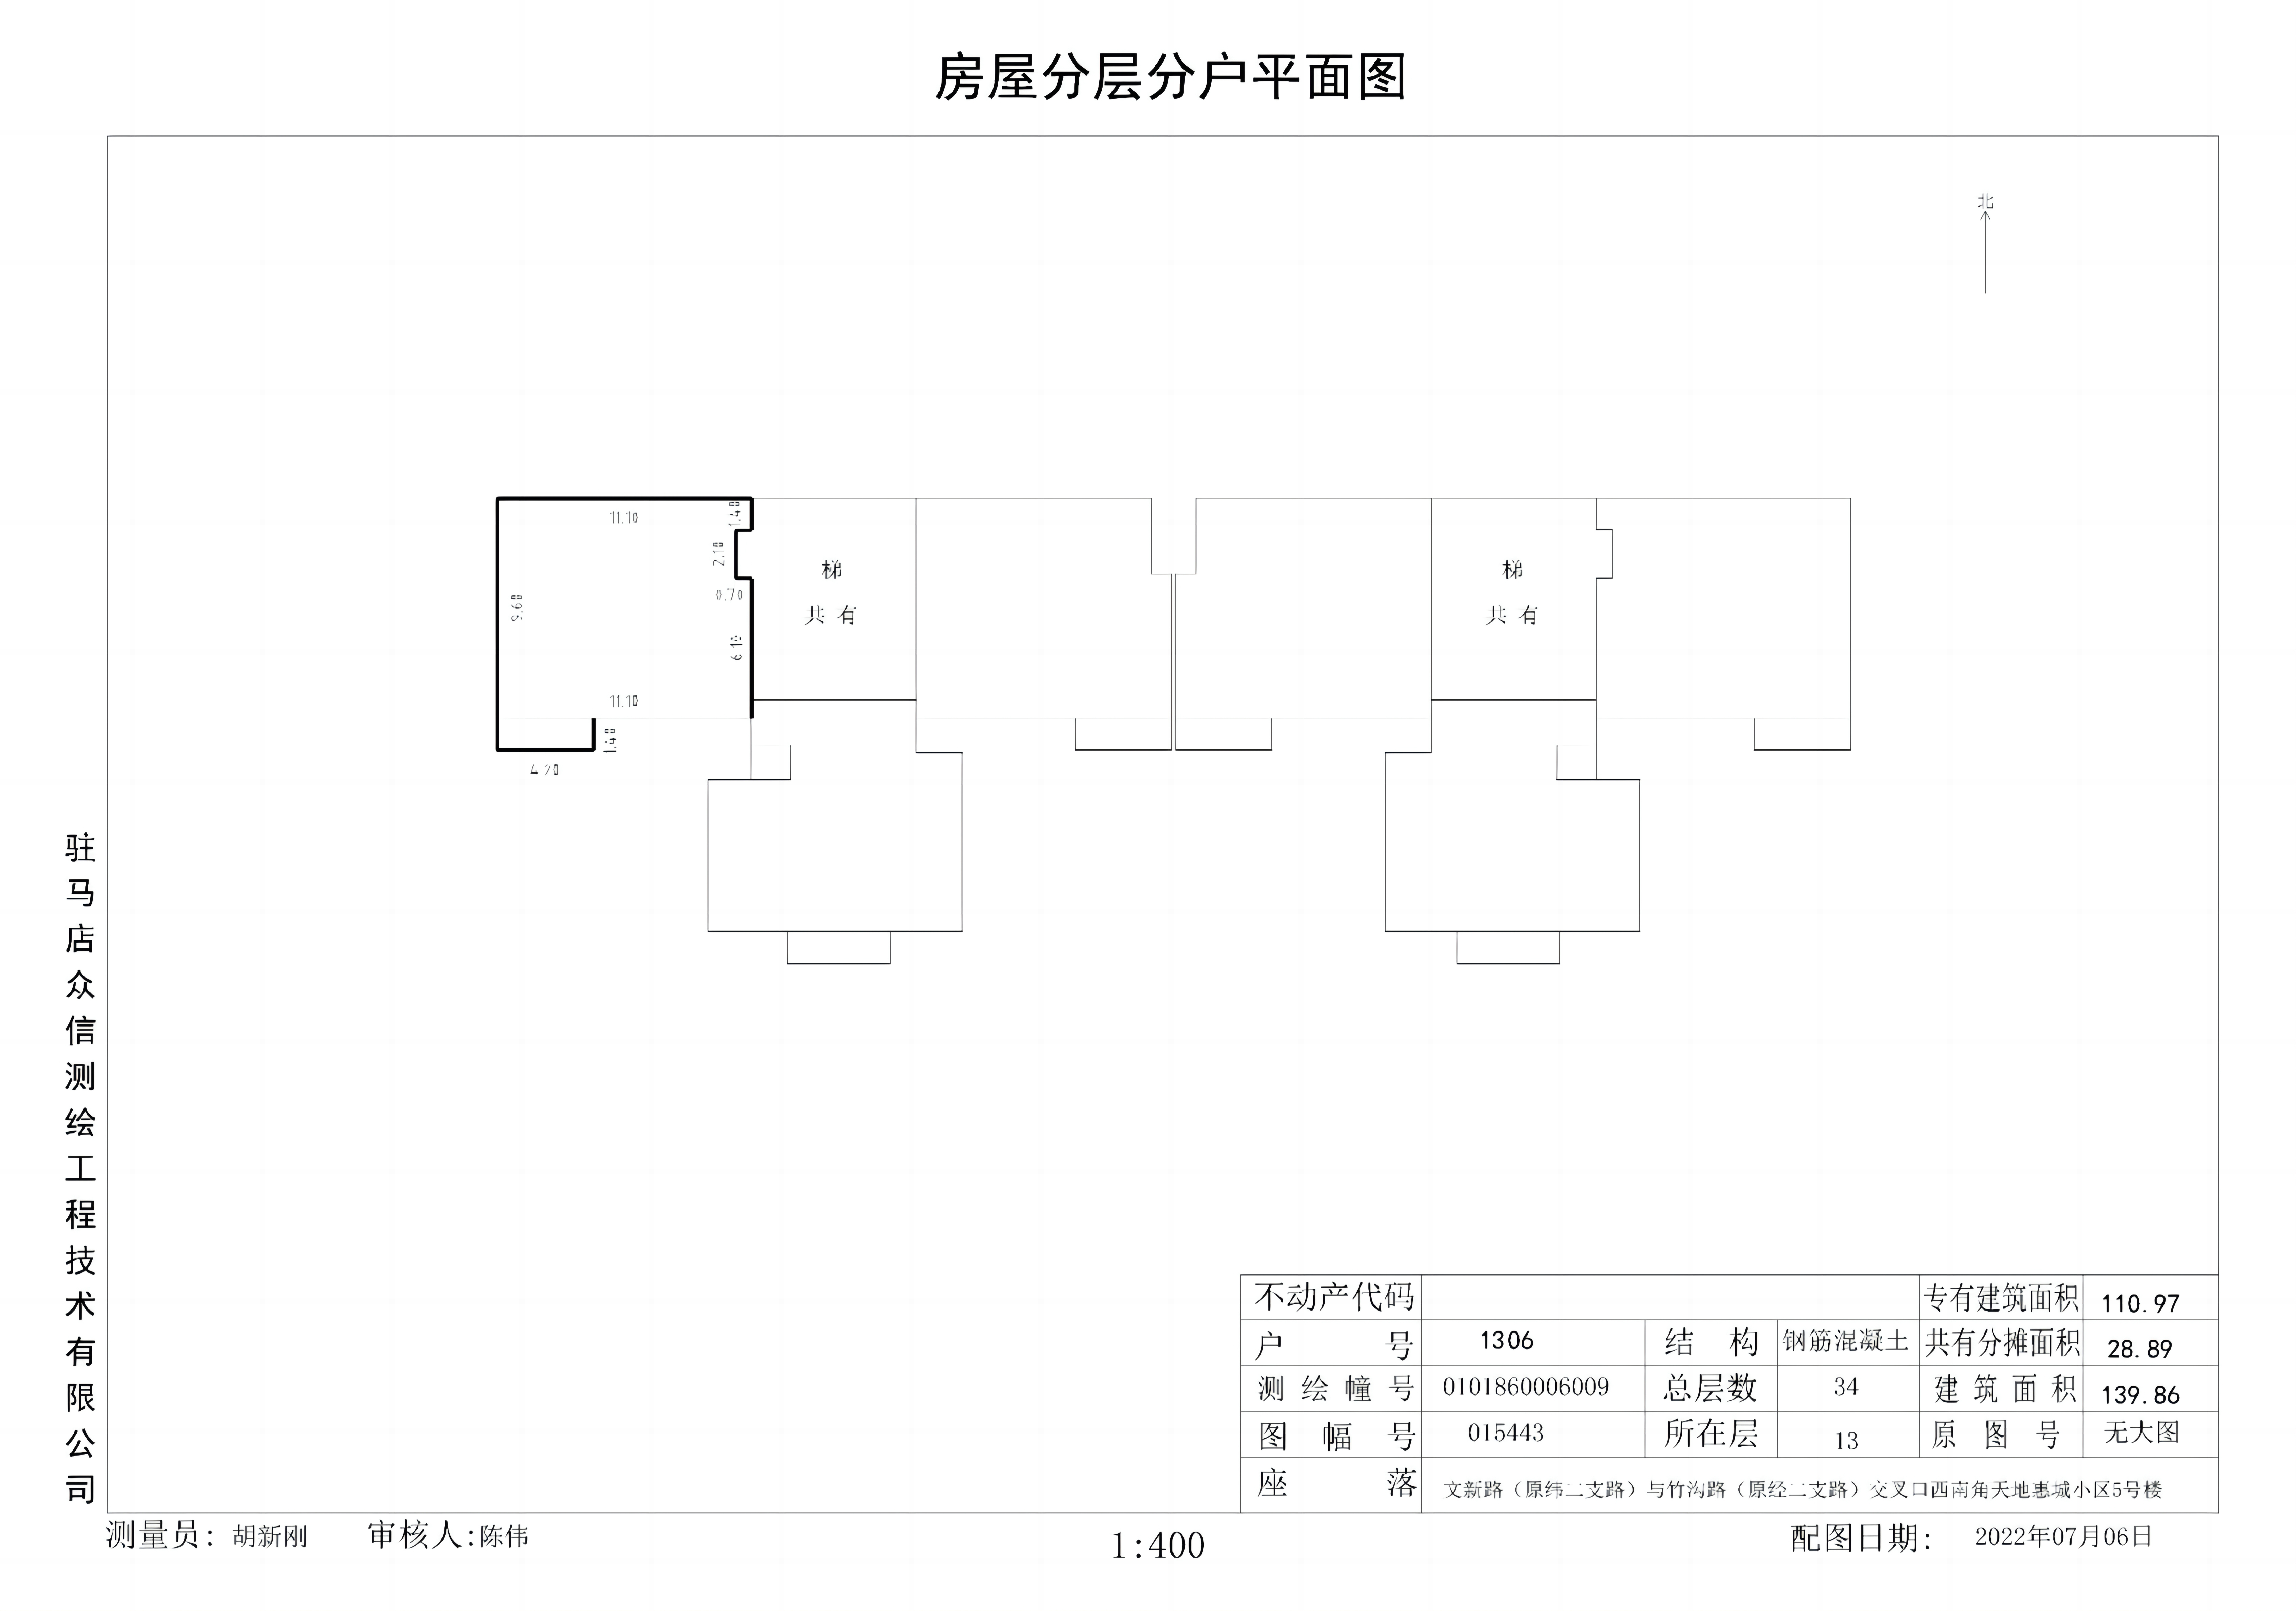 房屋分层分户平面图
北
11.10
1.40
2.10
0.70
9.60
6.10
11.10
1.40
4.20
梯
共有
梯
共有
驻马店众信测绘工程技术有限公司
不动产代码 专有建筑面积 110.97
户号 1306 结构 钢筋混凝土 共有分摊面积 28.89
测绘幢号 0101860006009 总层数 34 建筑面积 139.86
图幅号 015443 所在层 13 原图号 无大图
座落 文新路（原纬二支路）与竹沟路（原经二支路）交叉口西南角天地惠城小区5号楼
测量员: 胡新刚 审核人:陈伟 1:400 配图日期: 2022年07月06日